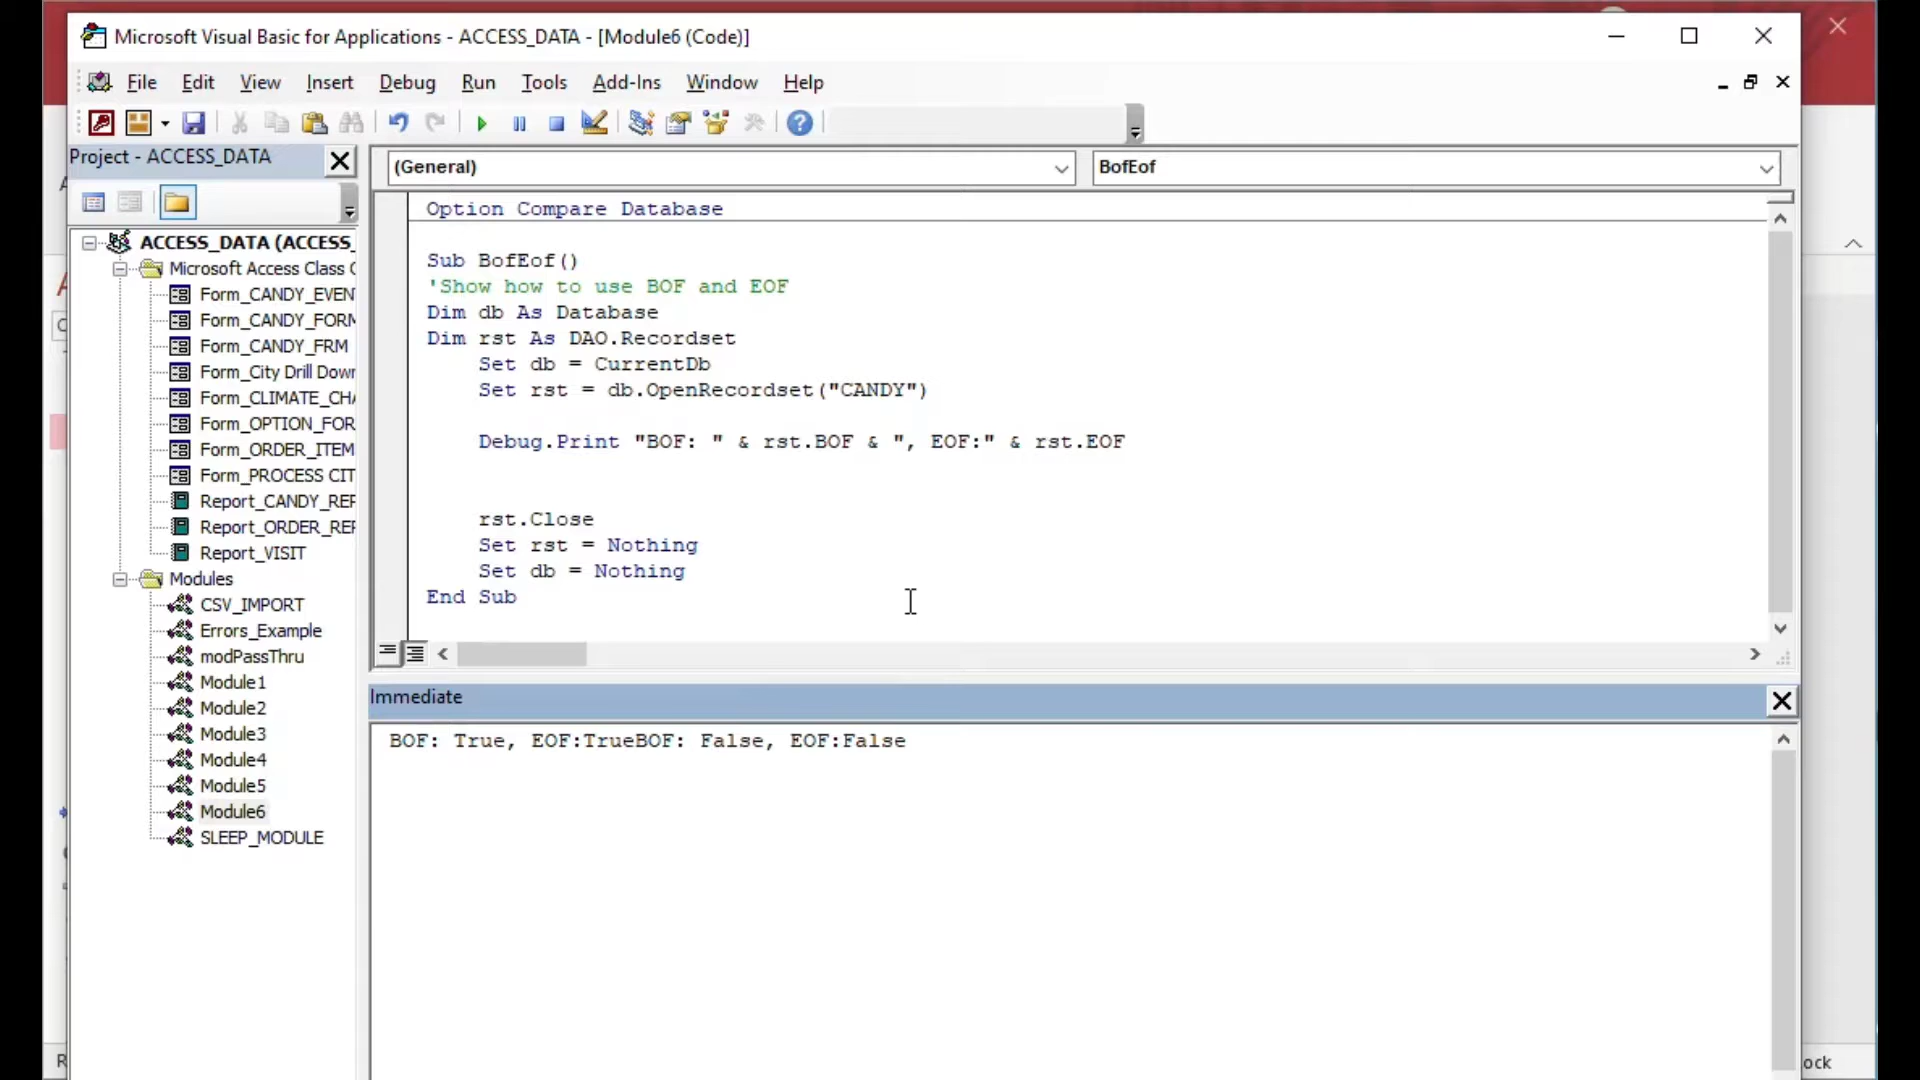 Microsoft Visual Basic for Applications - ACCESS_DATA - [Module6 (Code)]
File Edit View Insert Debug Run Tools Add-Ins Window Help
Project - ACCESS_DATA
(General)
BofEof
ACCESS_DATA (ACCESS_
Microsoft Access Class
Form_CANDY_EVEN
Form_CANDY_FORM
Form_CANDY_FRM
Form_City Drill Down
Form_CLIMATE_CHA
Form_OPTION_FOR
Form_ORDER_ITEM
Form_PROCESS CIT
Report_CANDY_REP
Report_ORDER_REP
Report_VISIT
Modules
CSV_IMPORT
Errors_Example
modPassThru
Module1
Module2
Module3
Module4
Module5
Module6
SLEEP_MODULE
Option Compare Database
Sub BofEof()
'Show how to use BOF and EOF
Dim db As Database
Dim rst As DAO.Recordset
Set db = CurrentDb
Set rst = db.OpenRecordset("CANDY")
Debug.Print "BOF: " & rst.BOF & ", EOF:" & rst.EOF
rst.Close
Set rst = Nothing
Set db = Nothing
End Sub
Immediate
BOF: True, EOF:TrueBOF: False, EOF:False
ock